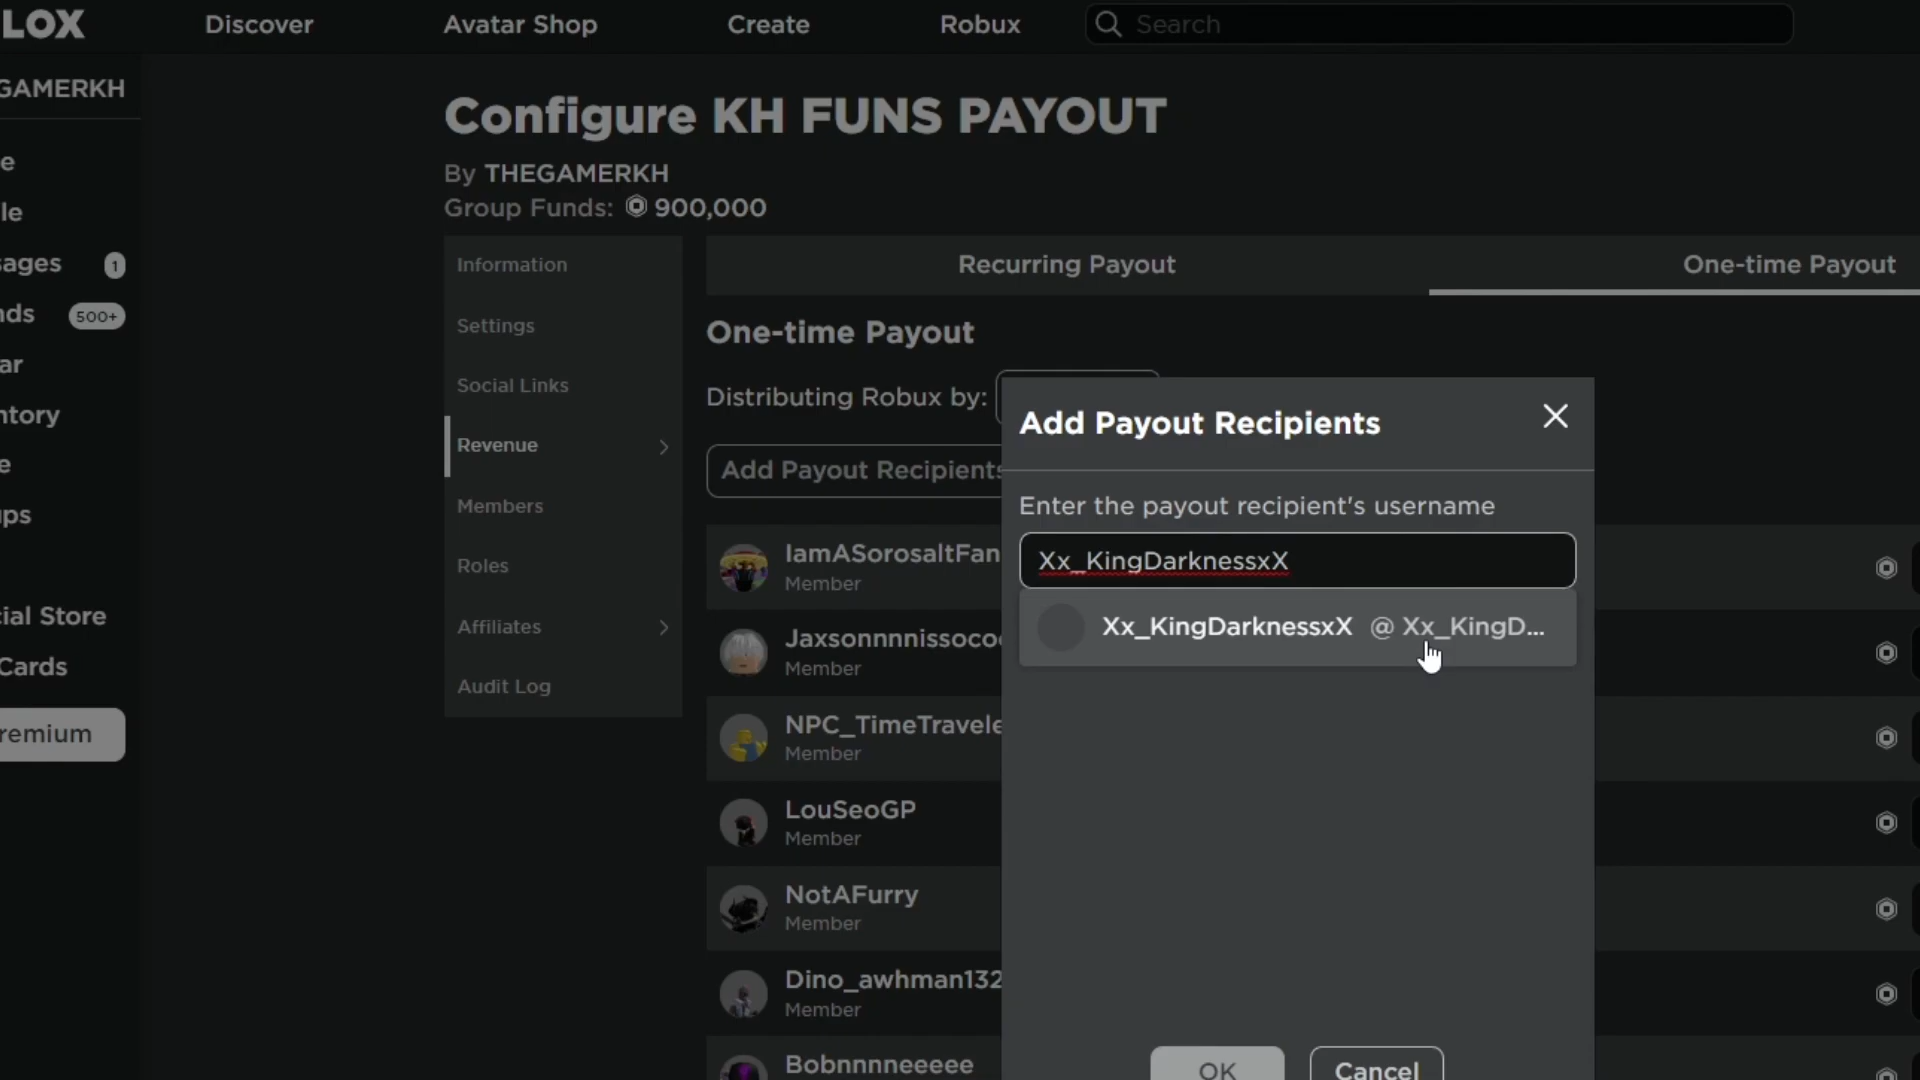 LOX
Discover
Avatar Shop
Create
Robux
Search
GAMERKH
e
le
sages
1
nds
500+
ar
ntory
e
ps
cial Store
Cards
remium
Configure KH FUNS PAYOUT
By THEGAMERKH
Group Funds: 900,000
Information
Settings
Social Links
Revenue
Members
Roles
Affiliates
Audit Log
Recurring Payout
One-time Payout
One-time Payout
Distributing Robux by:
Add Payout Recipients
IamASorosaltFan
Member
Jaxsonnnnissoco
Member
NPC_TimeTravele
Member
LouSeoGP
Member
NotAFurry
Member
Dino_awhman132
Member
Bobnnnneeeee
Add Payout Recipients
Enter the payout recipient's username
Xx_KingDarknessxX
Xx_KingDarknessxX @ Xx_KingD...
OK
Cancel